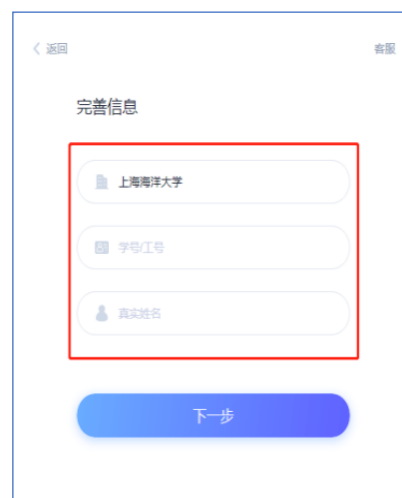 返回
客服
完善信息
上海海洋大学
学号/工号
真实姓名
下一步